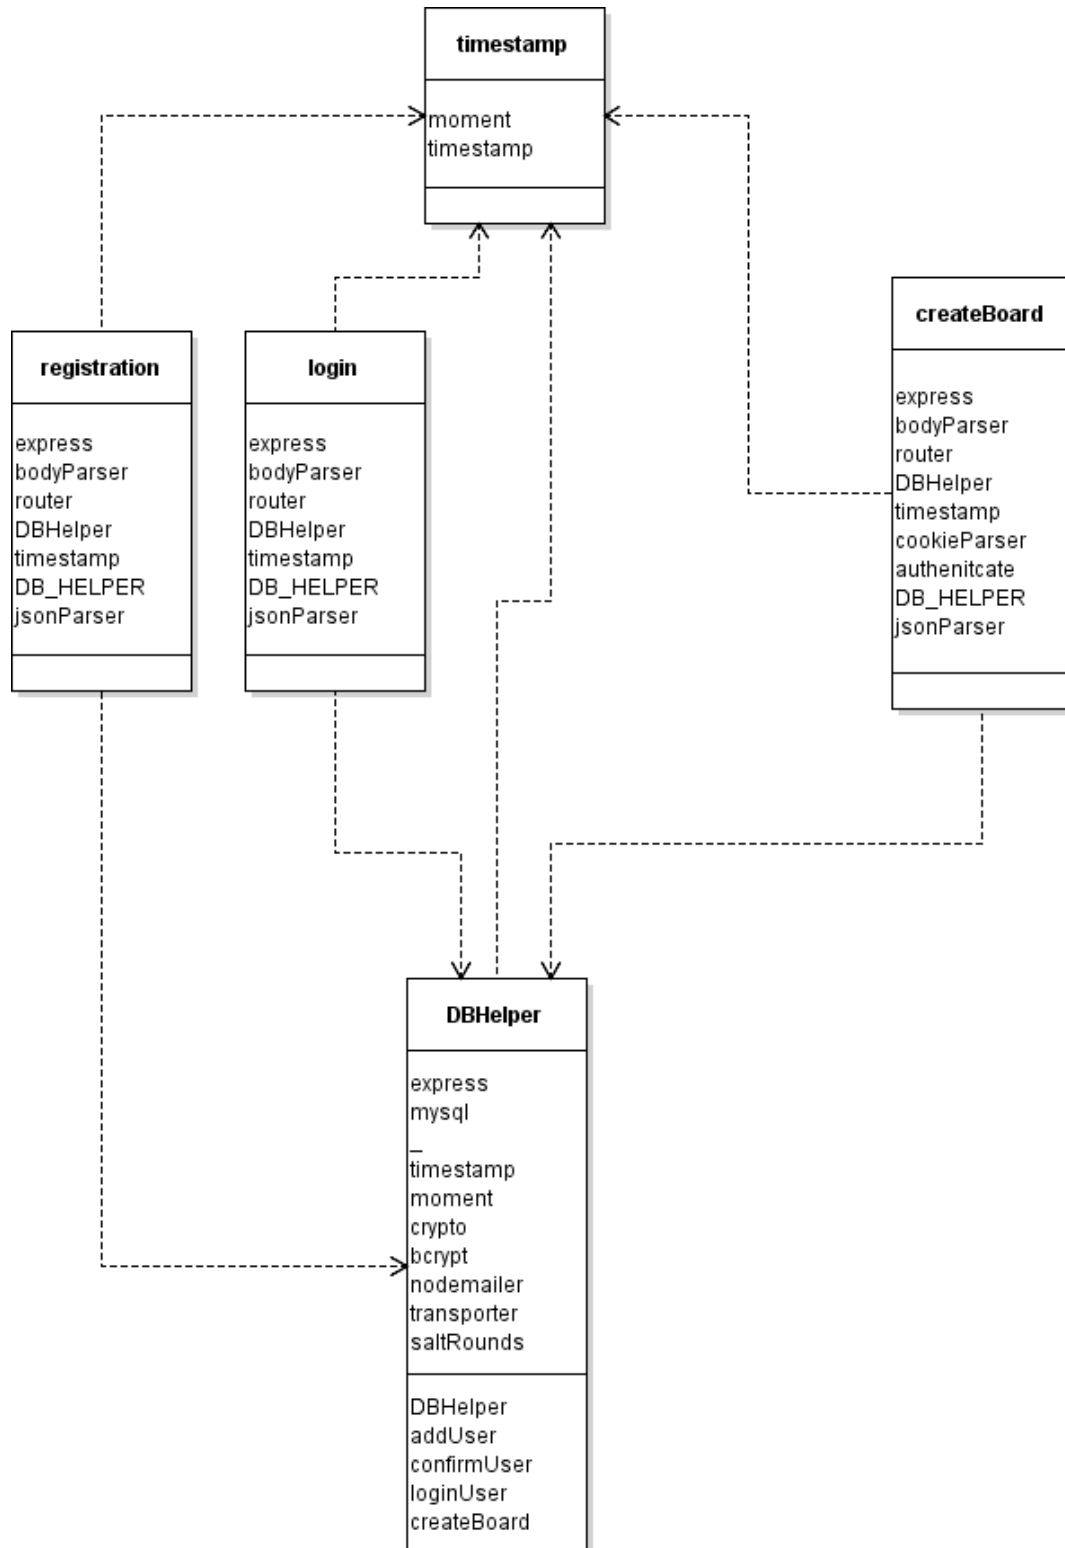 timestamp
moment
timestamp
registration
express
bodyParser
router
DBHelper
timestamp
DB_HELPER
jsonParser
login
express
bodyParser
router
DBHelper
timestamp
DB_HELPER
jsonParser
createBoard
express
bodyParser
router
DBHelper
timestamp
cookieParser
authenitcate
DB_HELPER
jsonParser
DBHelper
express
mysql
_
timestamp
moment
crypto
bcrypt
nodemailer
transporter
saltRounds
DBHelper
addUser
confirmUser
loginUser
createBoard